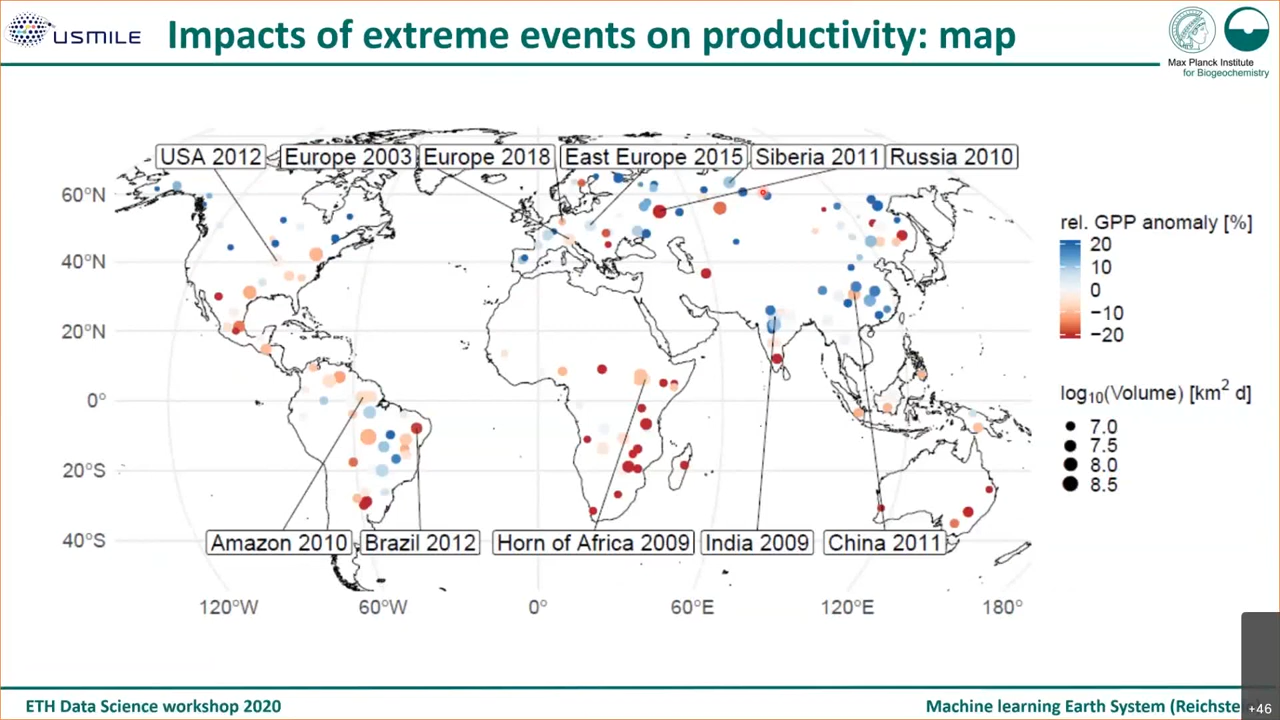 USMILE
Impacts of extreme events on productivity: map
Max Planck Institute
for Biogeochemistry
USA 2012
Europe 2003
Europe 2018
East Europe 2015
Siberia 2011
Russia 2010
60°N
40°N
20°N
0°
20°S
40°S
Amazon 2010
Brazil 2012
Horn of Africa 2009
India 2009
China 2011
120°W
60°W
0°
60°E
120°E
180°
rel. GPP anomaly [%]
20
10
0
−10
−20
log10(Volume) [km2 d]
7.0
7.5
8.0
8.5
ETH Data Science workshop 2020
Machine learning Earth System (Reichste
+46